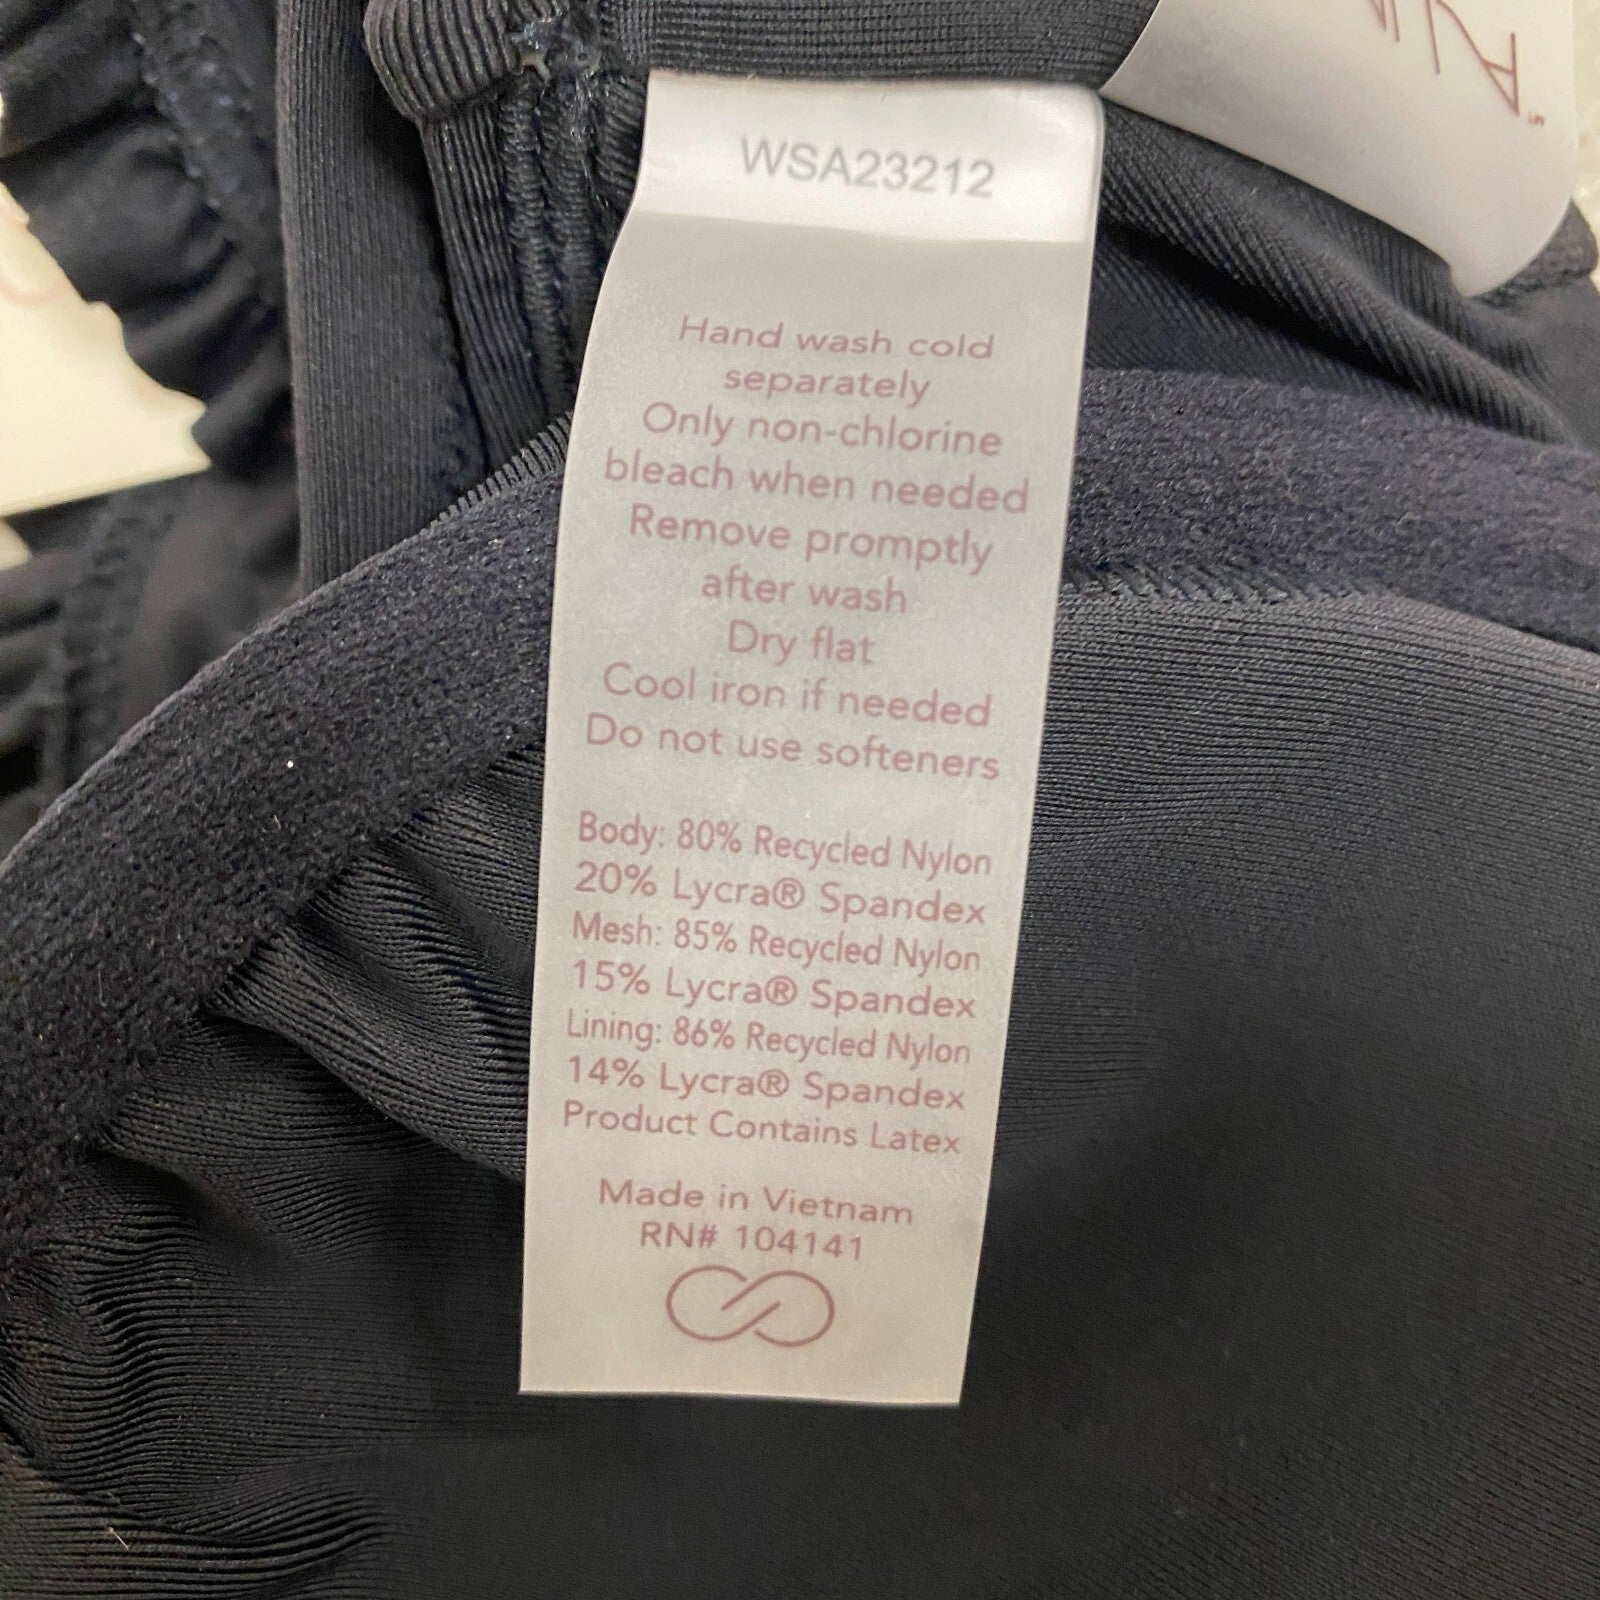 WSA23212
Hand wash cold
separately
Only non-chlorine
bleach when needed
Remove promptly
after wash
Dry flat
Cool iron if needed
Do not use softeners
Body: 80% Recycled Nylon
20% Lycra® Spandex
Mesh: 85% Recycled Nylon
15% Lycra® Spandex
Lining: 86% Recycled Nylon
14% Lycra® Spandex
Product Contains Latex
Made in Vietnam
RN# 104141